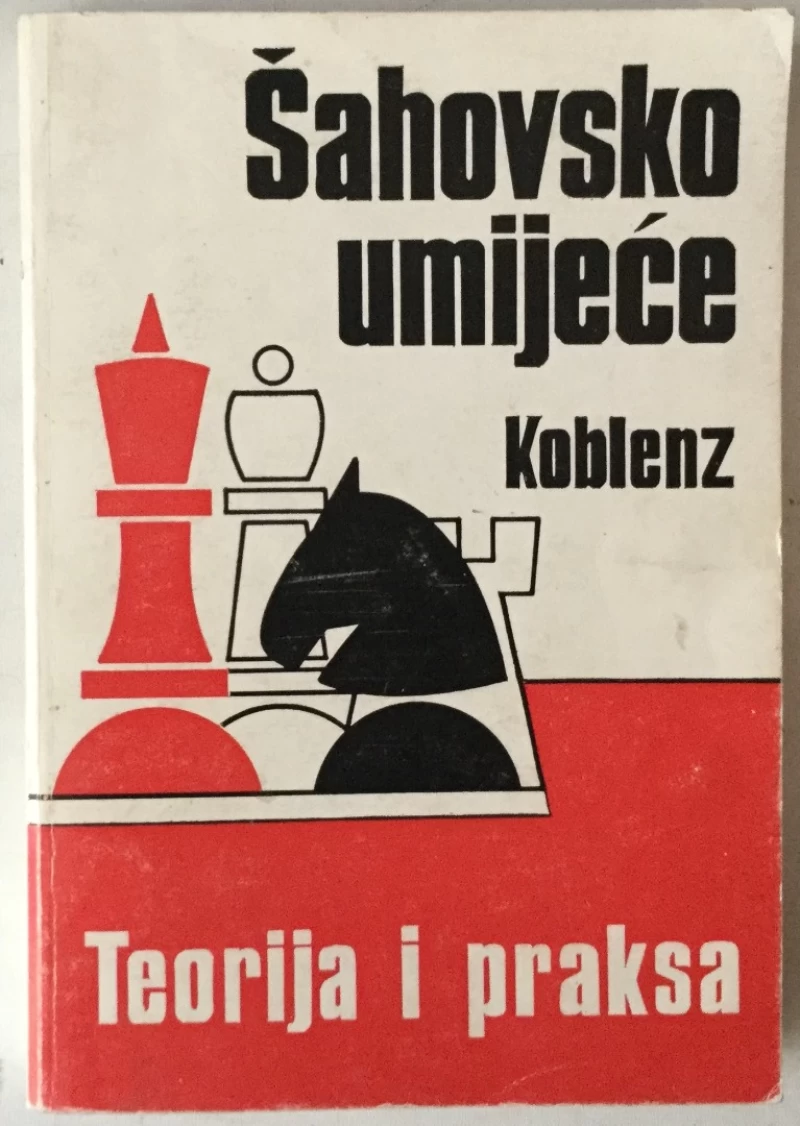 Šahovsko
umijeće
Koblenz
Teorija i praksa